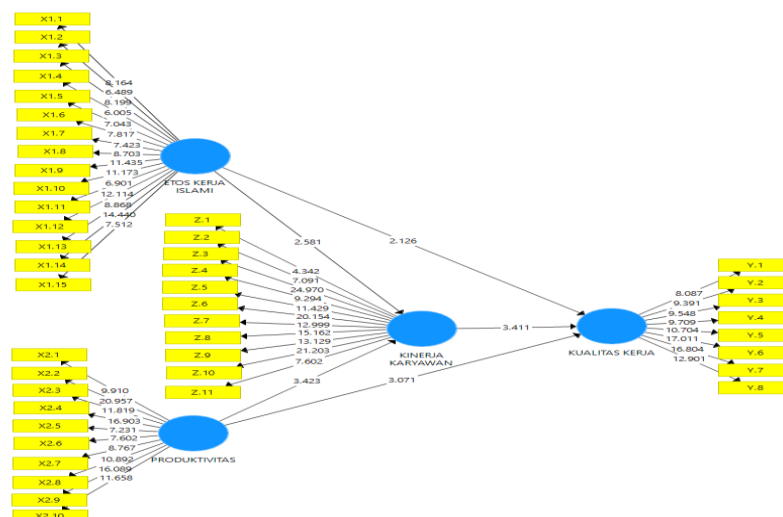 X1.1
X1.2
X1.3
X1.4
X1.5
X1.6
X1.7
X1.8
X1.9
X1.10
X1.11
X1.12
X1.13
X1.14
X1.15
8.164
6.489
8.199
6.005
7.043
7.817
7.423
8.703
11.435
11.173
6.901
12.114
8.868
14.440
7.512
ETOS KERJA
ISLAMI
2.581
2.126
Z.1
Z.2
Z.3
Z.4
Z.5
Z.6
Z.7
Z.8
Z.9
Z.10
Z.11
4.342
7.091
24.970
9.294
11.429
20.154
12.999
15.162
13.129
21.203
7.602
KINERJA
KARYAWAN
3.411
3.423
3.071
Y.1
Y.2
Y.3
Y.4
Y.5
Y.6
Y.7
Y.8
8.087
9.391
9.548
9.709
10.704
17.011
16.804
12.901
KUALITAS KERJA
X2.1
X2.2
X2.3
X2.4
X2.5
X2.6
X2.7
X2.8
X2.9
X2.10
9.910
20.957
11.819
16.903
7.231
7.602
8.767
10.892
16.089
11.658
PRODUKTIVITAS